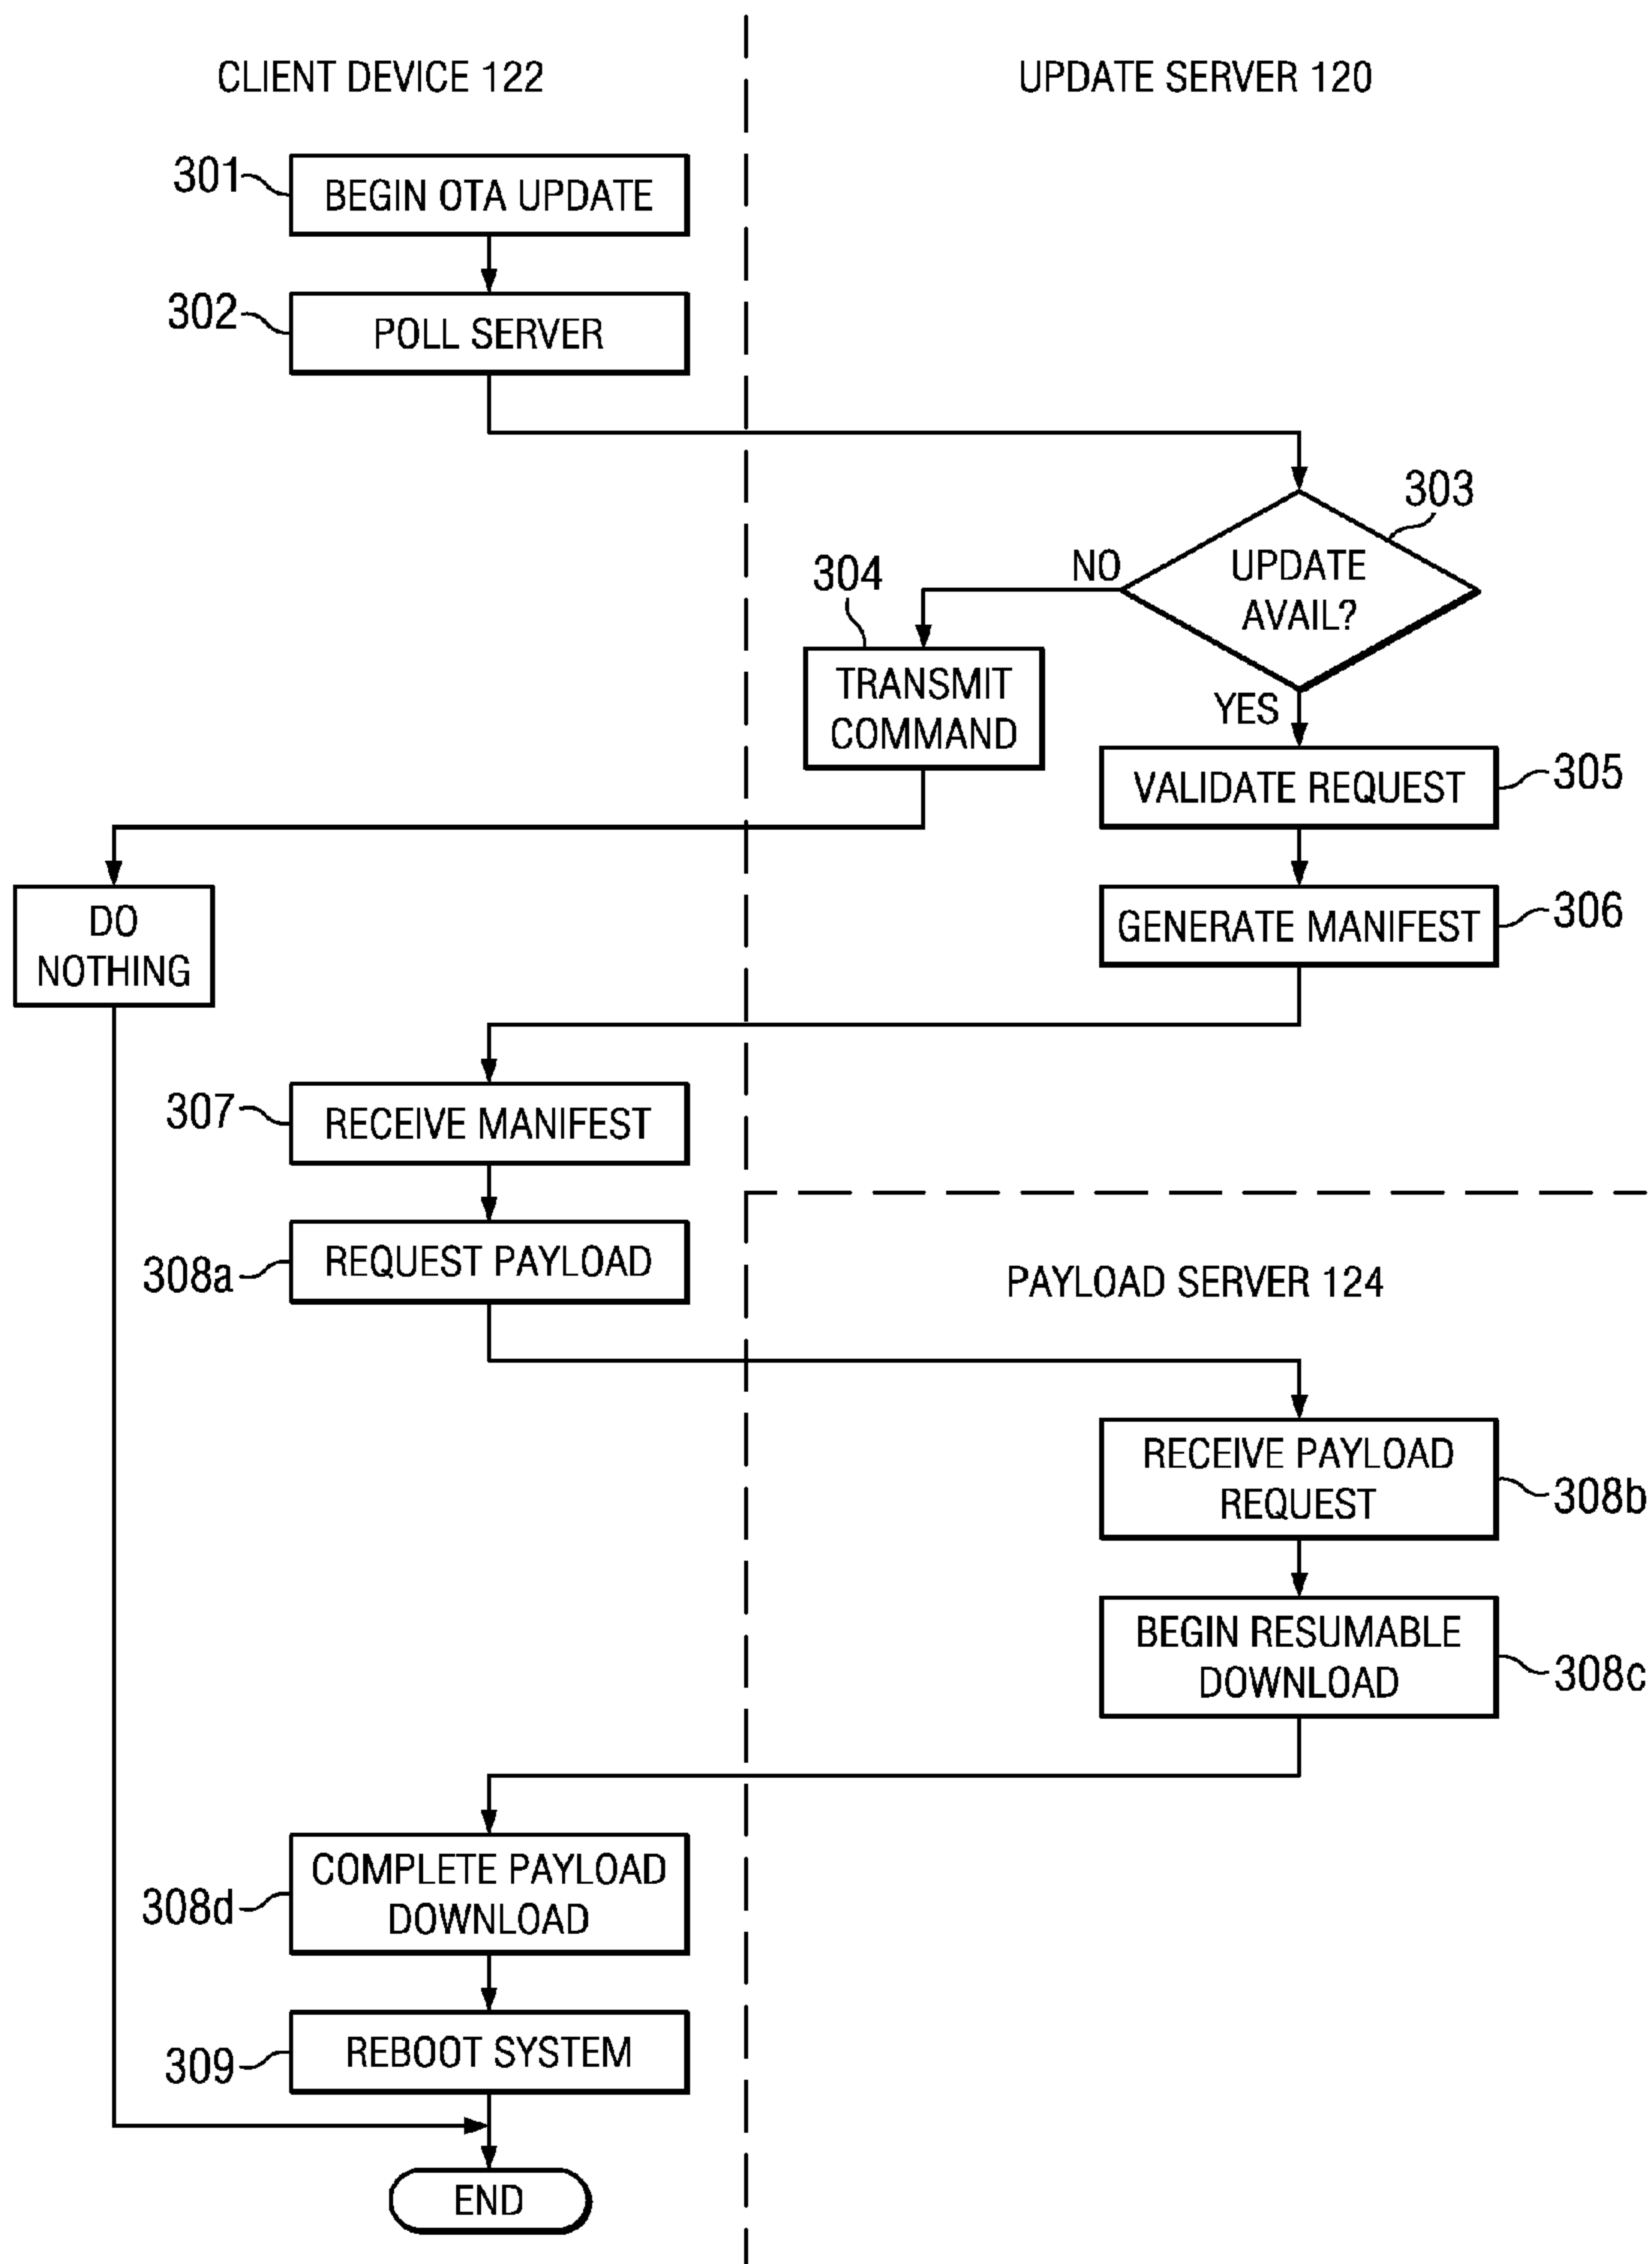 CLIENT DEVICE 122
UPDATE SERVER 120
301
BEGIN OTA UPDATE
302
POLL SERVER
303
UPDATE
AVAIL?
NO
304
TRANSMIT
COMMAND
YES
VALIDATE REQUEST
305
DO
NOTHING
GENERATE MANIFEST
306
307
RECEIVE MANIFEST
308a
REQUEST PAYLOAD
PAYLOAD SERVER 124
RECEIVE PAYLOAD
REQUEST
308b
BEGIN RESUMABLE
DOWNLOAD
308c
COMPLETE PAYLOAD
DOWNLOAD
308d
REBOOT SYSTEM
309
END